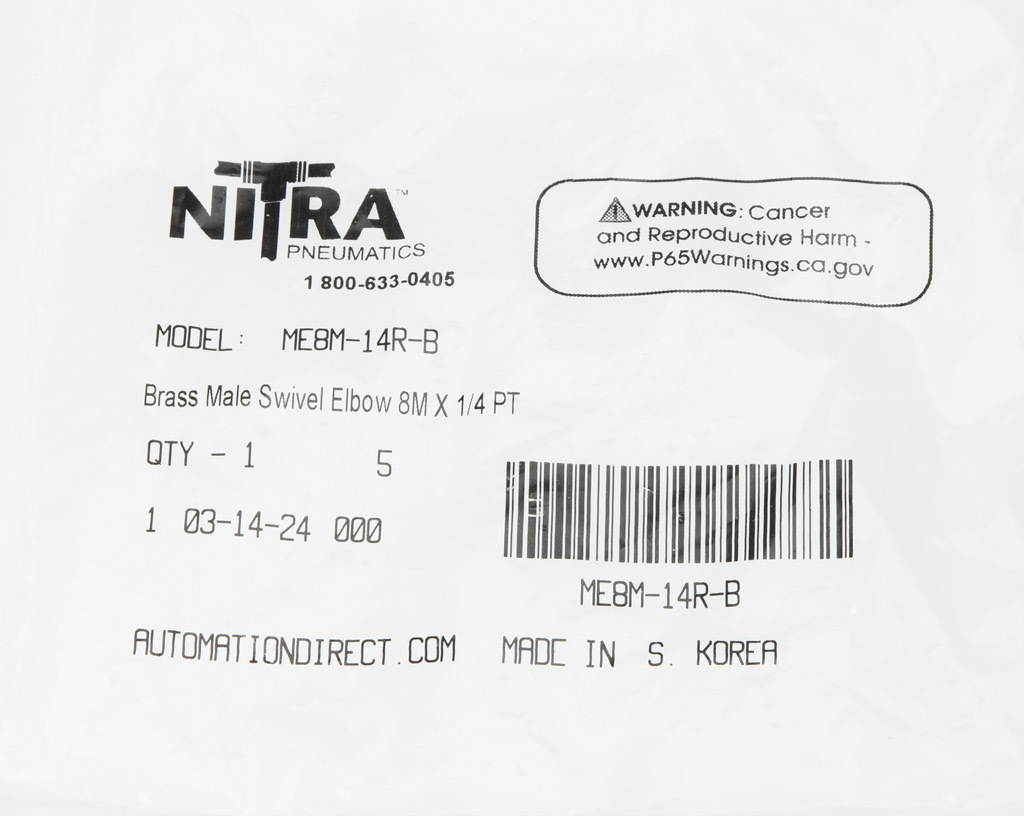 NITRA™
PNEUMATICS
1 800-633-0405
WARNING: Cancer
and Reproductive Harm -
www.P65Warnings.ca.gov
MODEL: ME8M-14R-B
Brass Male Swivel Elbow 8M X 1/4 PT
QTY - 1 5
1 03-14-24 000
ME8M-14R-B
AUTOMATIONDIRECT.COM MADE IN S. KOREA